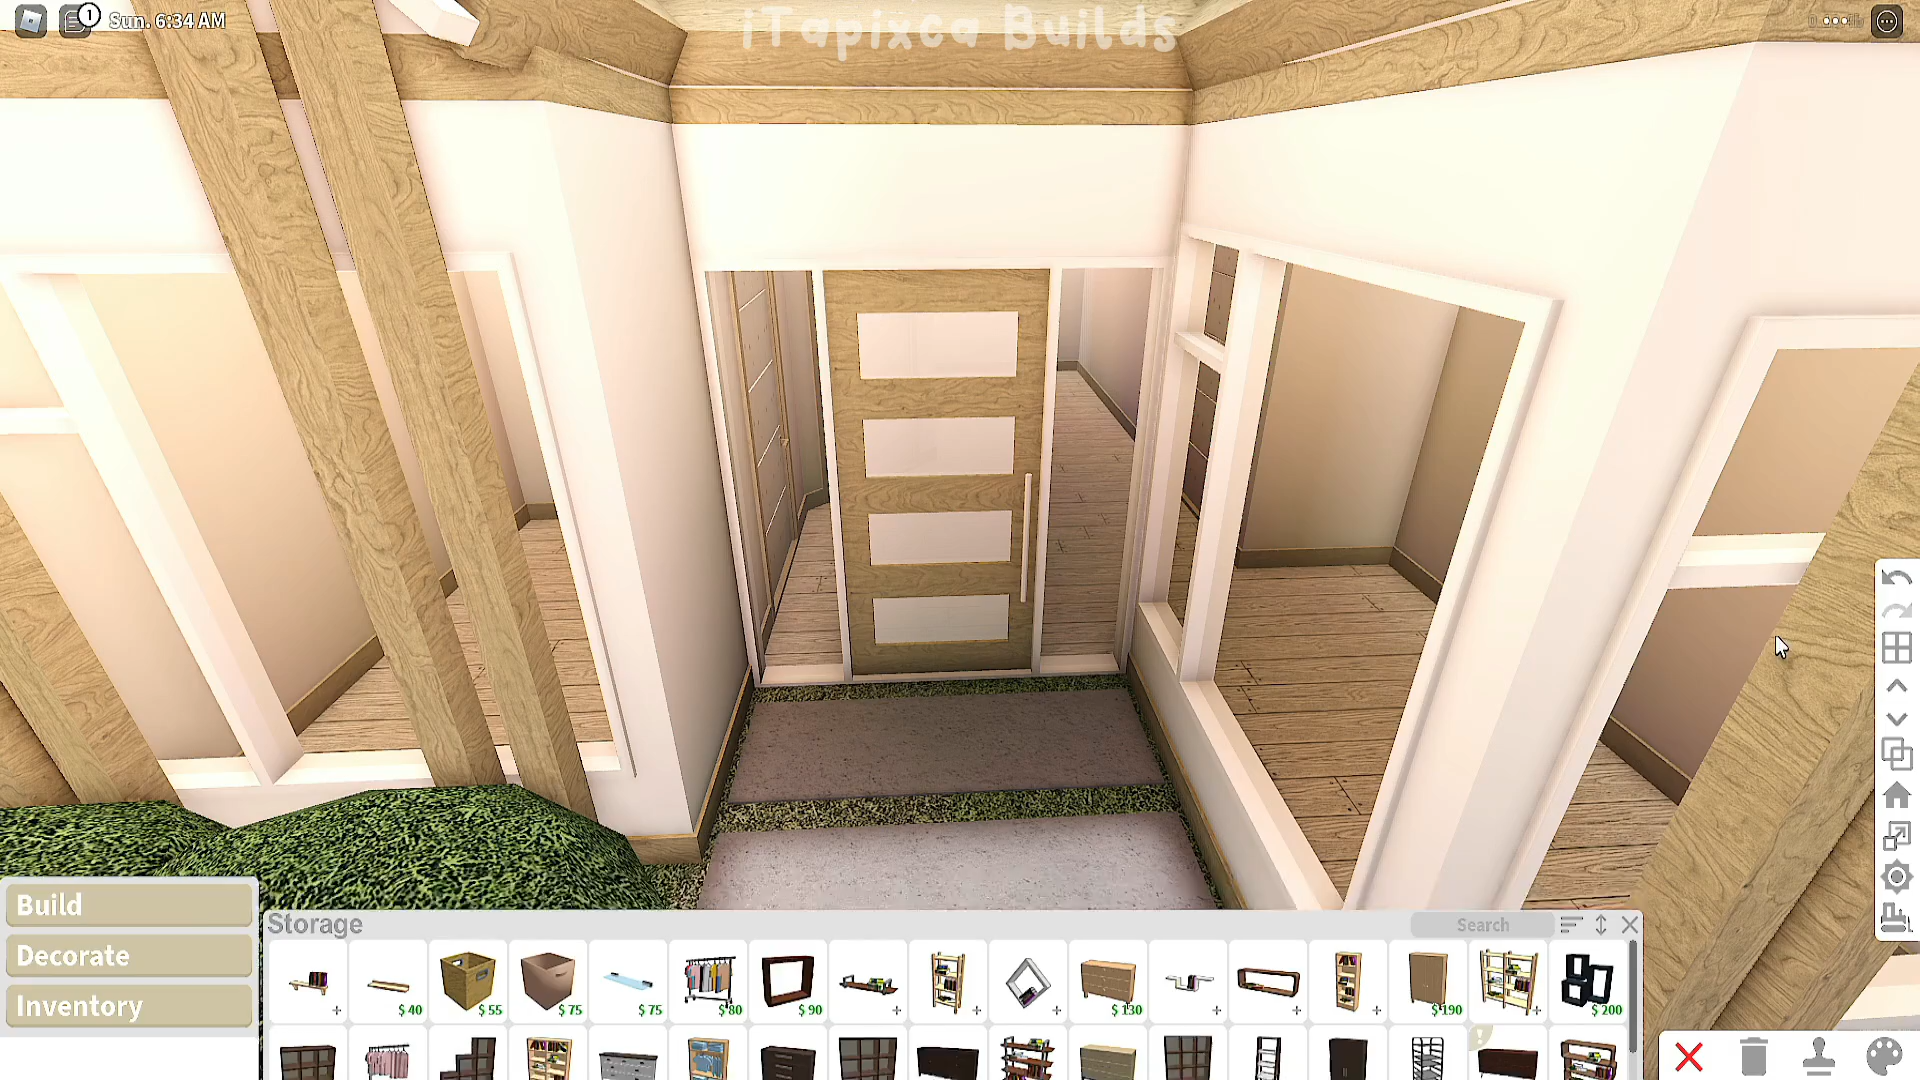 1
Sun. 6:34 AM
iTapixca Builds
Build
Decorate
Inventory
Storage
Search
$ 40
$ 55
$ 75
$ 75
$ 80
$ 90
$ 130
$ 190
$ 200